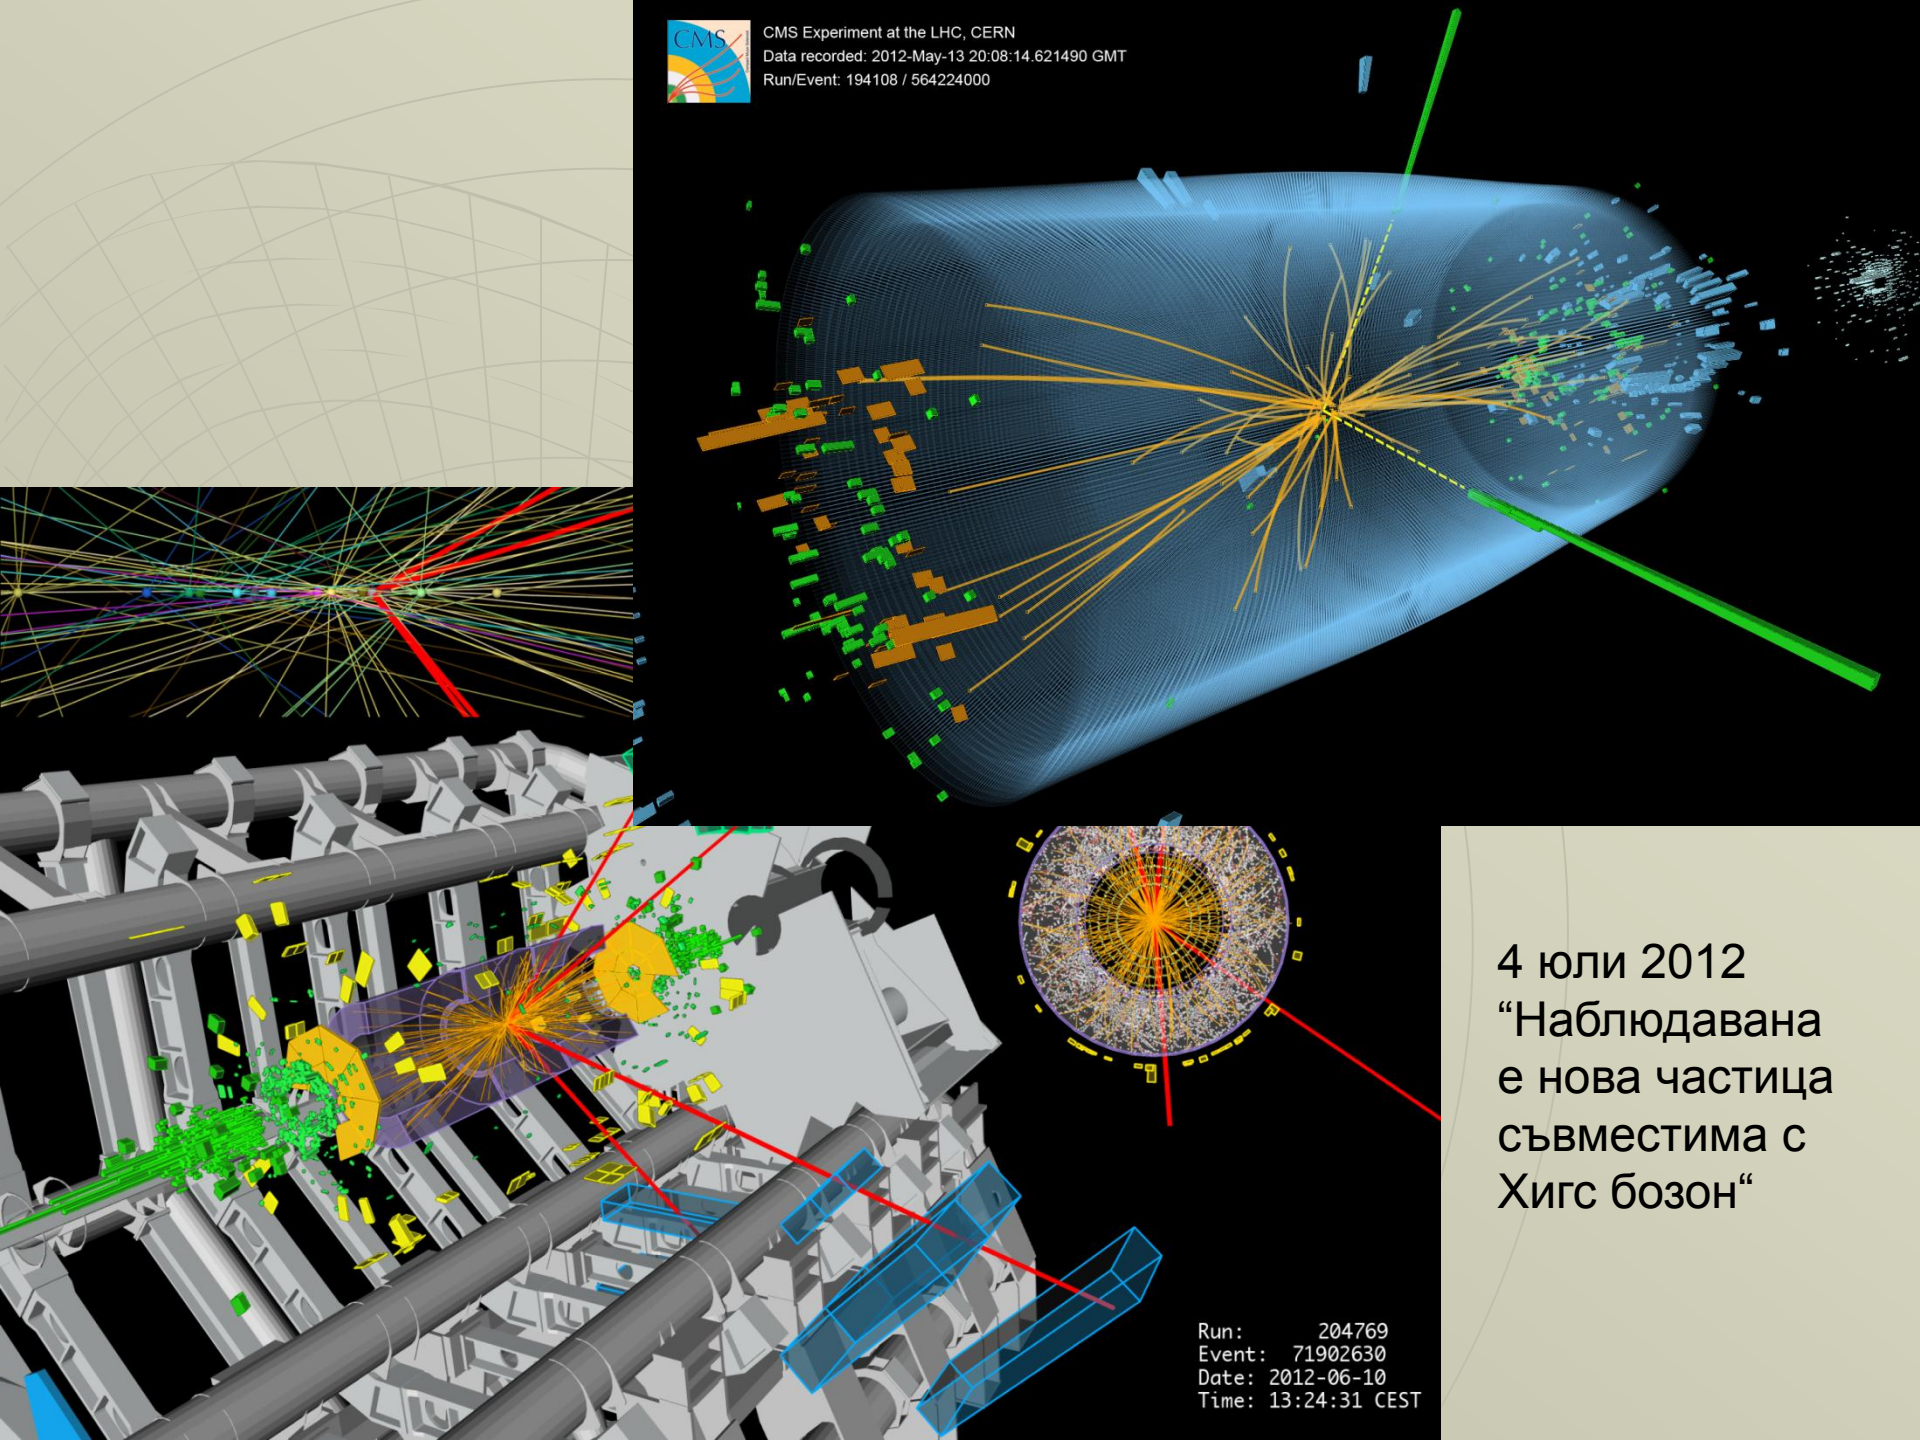 CMS
CMS Experiment at the LHC, CERN
Data recorded: 2012-May-13 20:08:14.621490 GMT
Run/Event: 194108 / 564224000
4 юли 2012
“Наблюдавана
е нова частица
съвместима с
Хигс бозон“
Run: 204769
Event: 71902630
Date: 2012-06-10
Time: 13:24:31 CEST